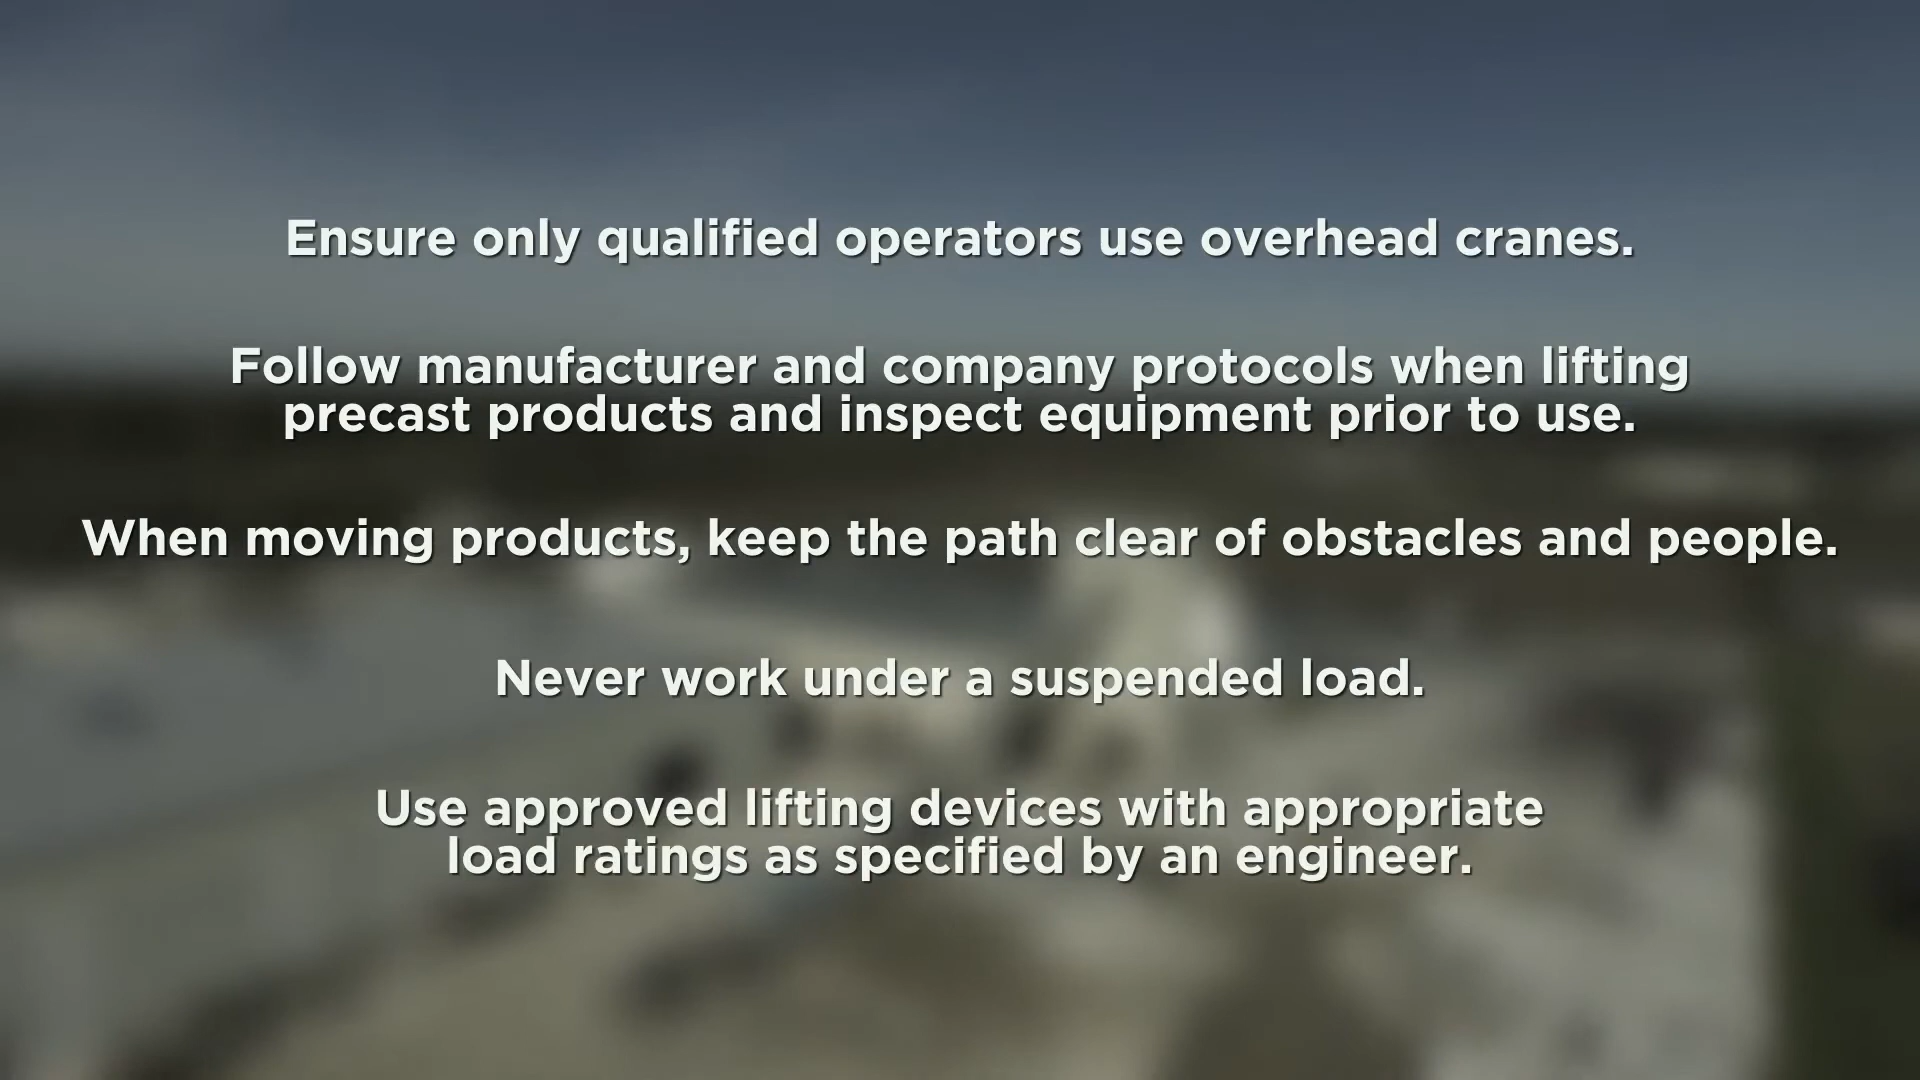 Ensure only qualified operators use overhead cranes.
Follow manufacturer and company protocols when lifting
precast products and inspect equipment prior to use.
When moving products, keep the path clear of obstacles and people.
Never work under a suspended load.
Use approved lifting devices with appropriate
load ratings as specified by an engineer.